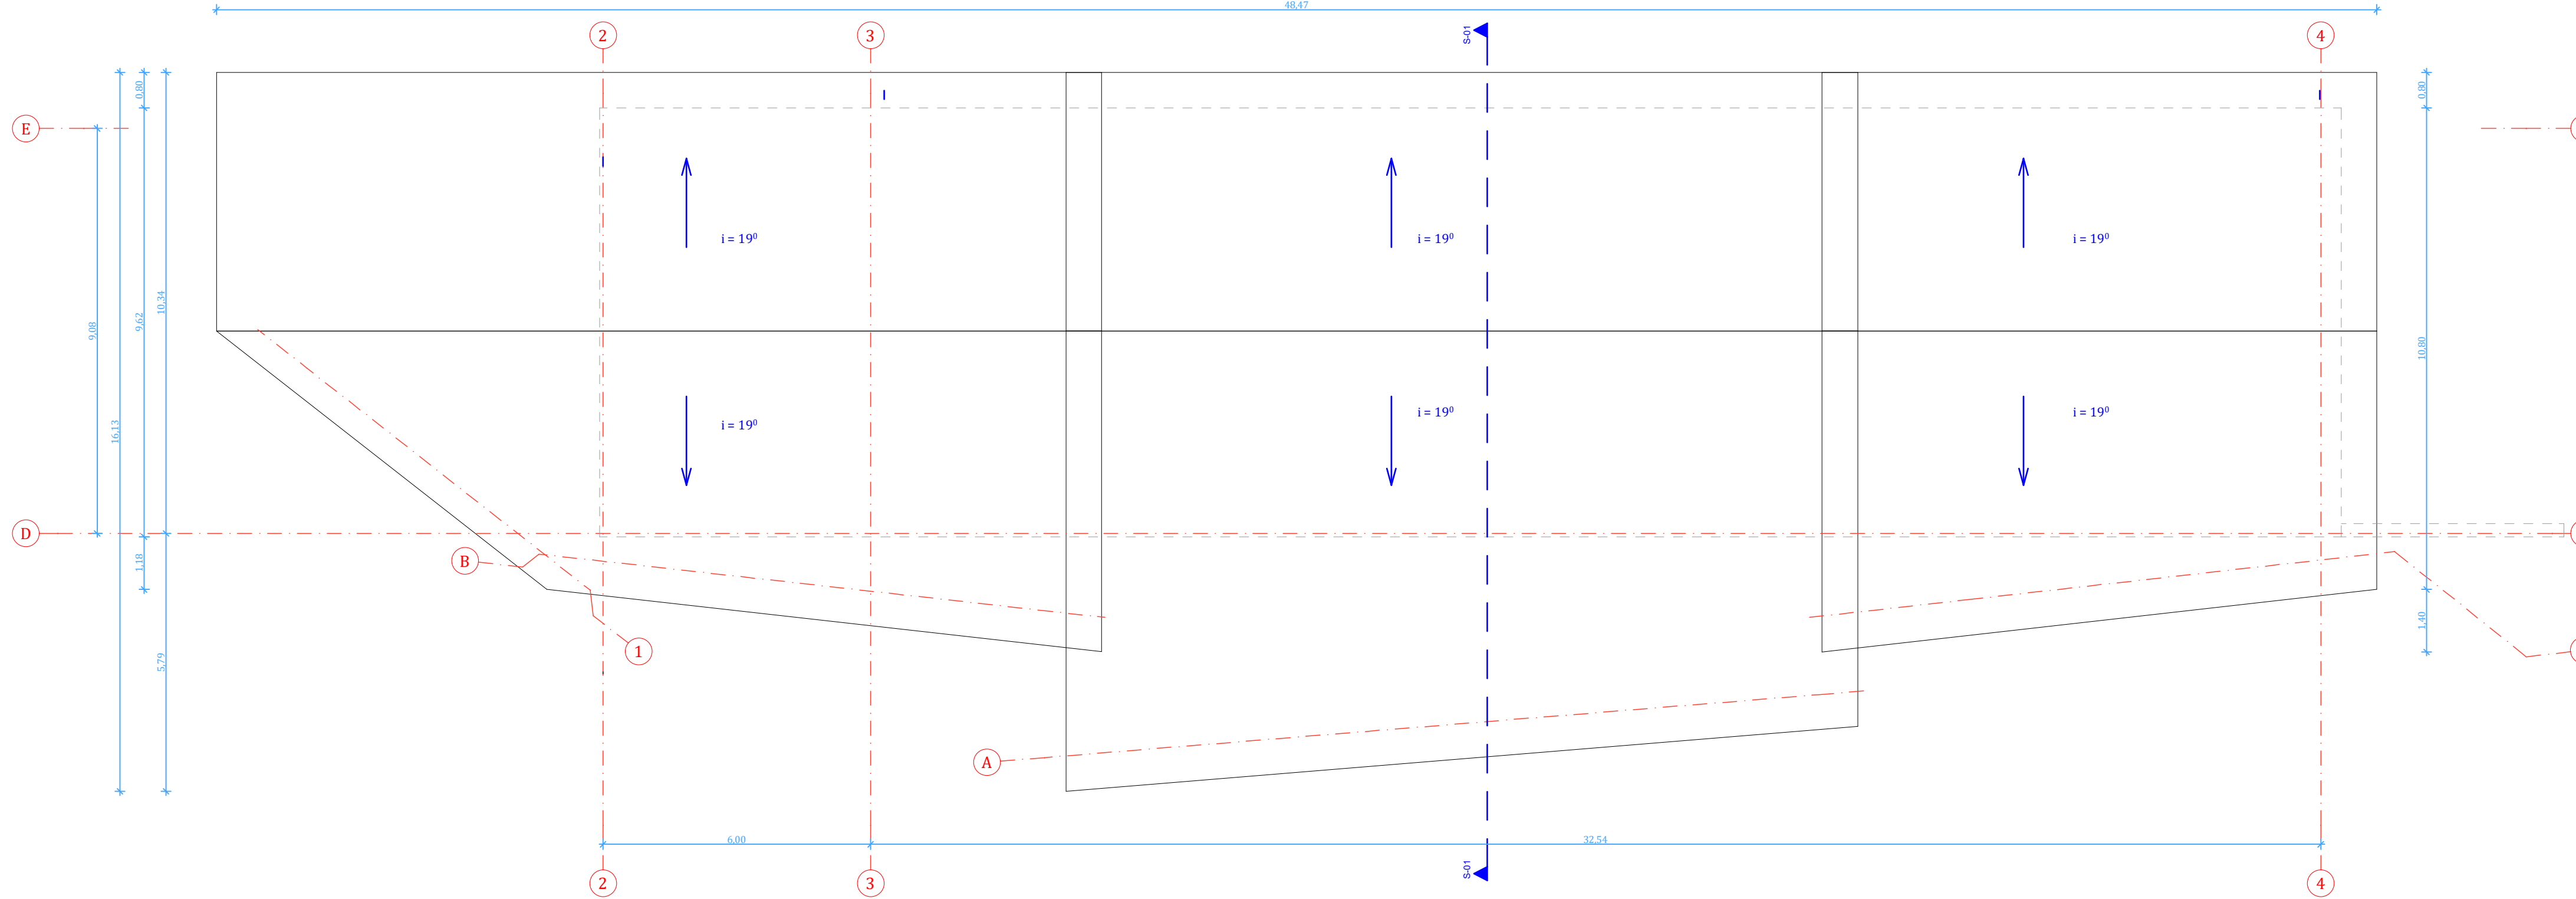 48,47
2
3
S-01
4
0,80
0,80
E
i = 19⁰
i = 19⁰
i = 19⁰
10,34
9,62
9,08
10,80
16,13
i = 19⁰
i = 19⁰
i = 19⁰
D
B
1,18
1,40
1
5,79
A
6,00
32,54
S-01
2
3
4